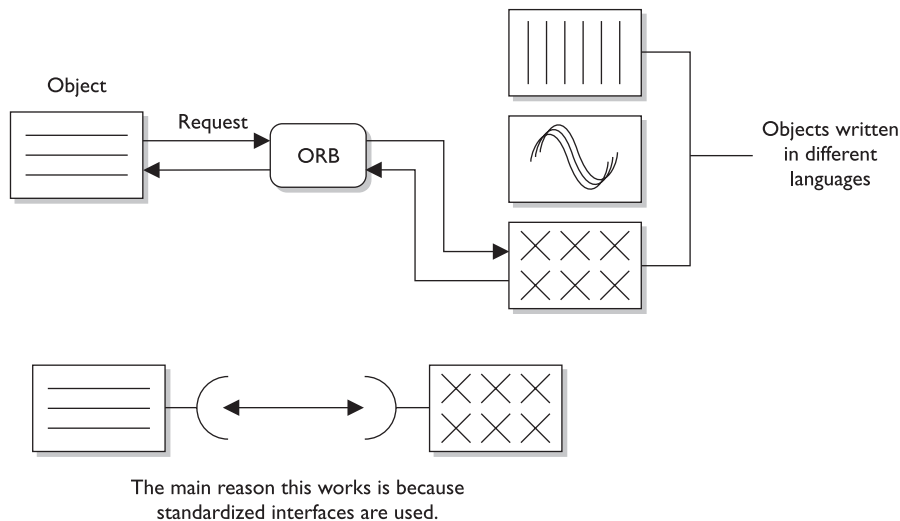 Object
Request
ORB
Objects written
in different
languages
The main reason this works is because
standardized interfaces are used.